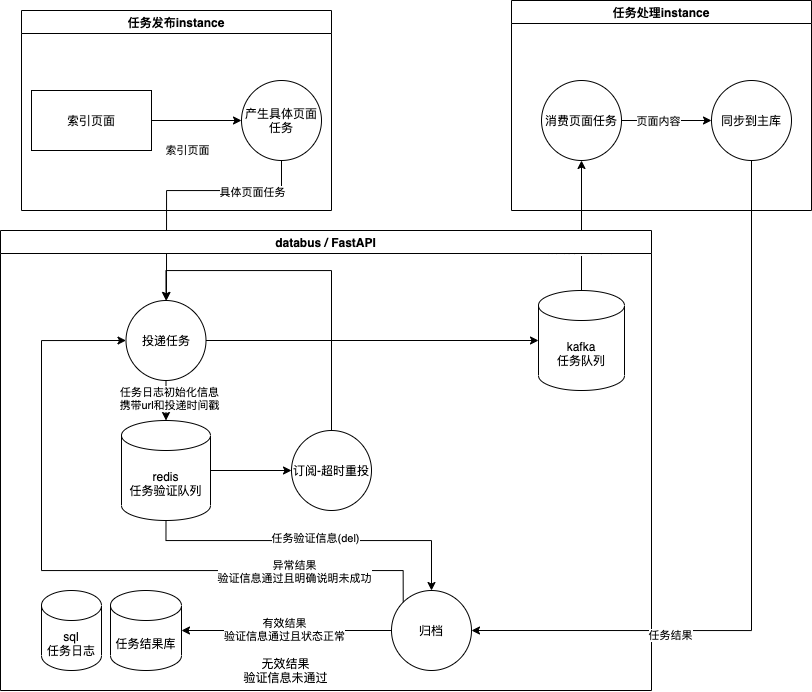 任务发布instance
任务处理instance
索引页面
产生具体页面
任务
索引页面
具体页面任务
消费页面任务
页面内容
同步到主库
databus / FastAPI
投递任务
kafka
任务队列
任务日志初始化信息
携带url和投递时间戳
redis
任务验证队列
订阅-超时重投
任务验证信息(del)
异常结果
验证信息通过且明确说明未成功
sql
任务日志
任务结果库
有效结果
验证信息通过且状态正常
归档
任务结果
无效结果
验证信息未通过